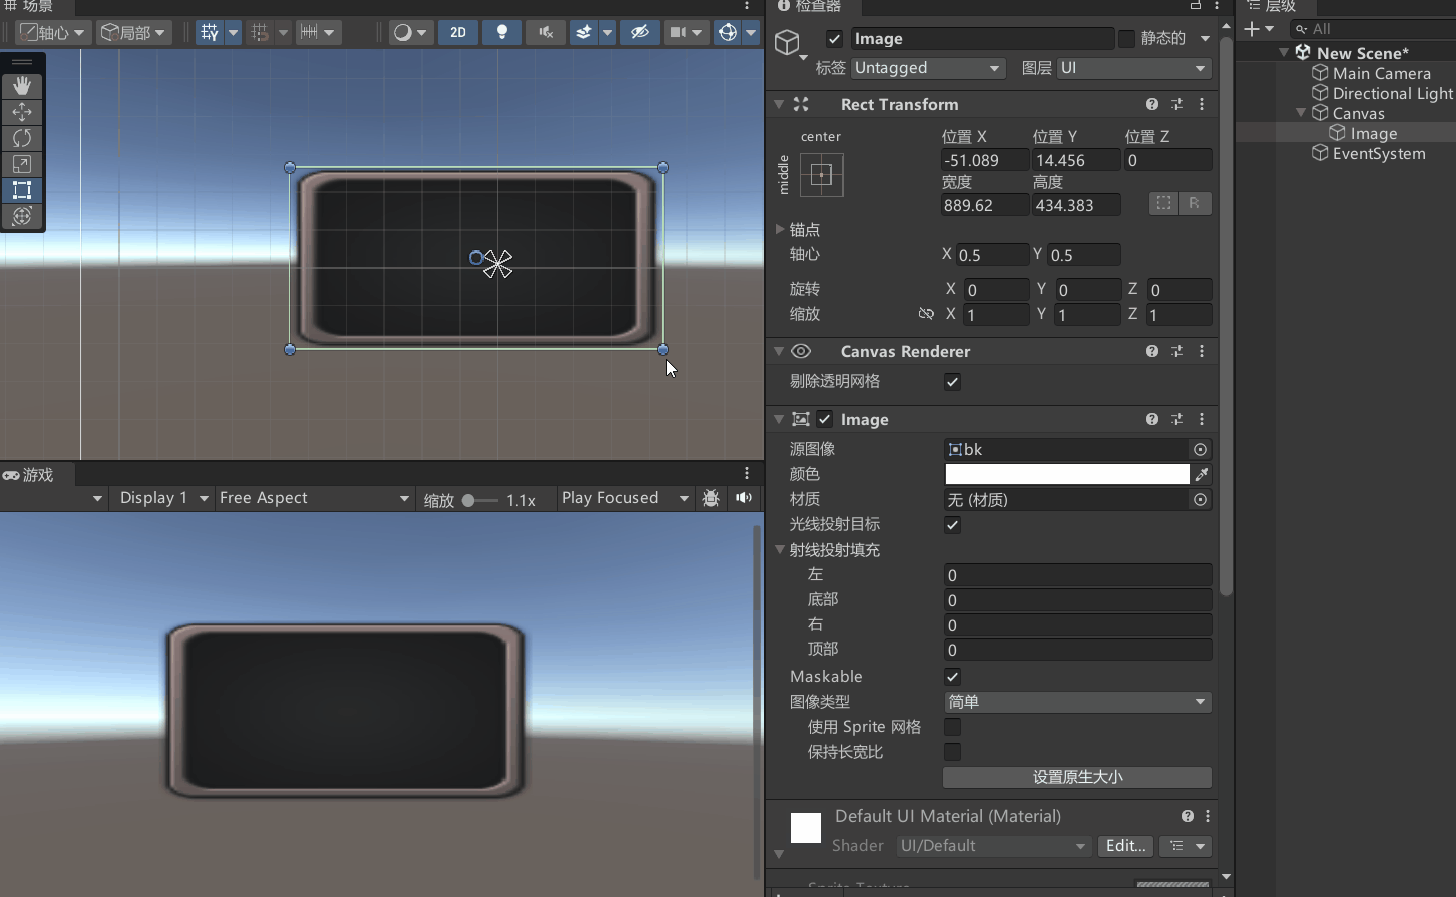 场景
检查器
层级
轴心
局部
2D
Image
静态的
All
标签
Untagged
图层
UI
New Scene*
Main Camera
Directional Light
Canvas
Image
EventSystem
Rect Transform
center
middle
位置 X
位置 Y
位置 Z
-51.089
14.456
0
宽度
高度
889.62
434.383
R
锚点
轴心
X 0.5
Y 0.5
旋转
X 0
Y 0
Z 0
缩放
X 1
Y 1
Z 1
Canvas Renderer
剔除透明网格
Image
源图像
bk
颜色
材质
无 (材质)
光线投射目标
射线投射填充
左
0
底部
0
右
0
顶部
0
Maskable
图像类型
简单
使用 Sprite 网格
保持长宽比
设置原生大小
Default UI Material (Material)
Shader
UI/Default
Edit...
游戏
Display 1
Free Aspect
缩放
1.1x
Play Focused